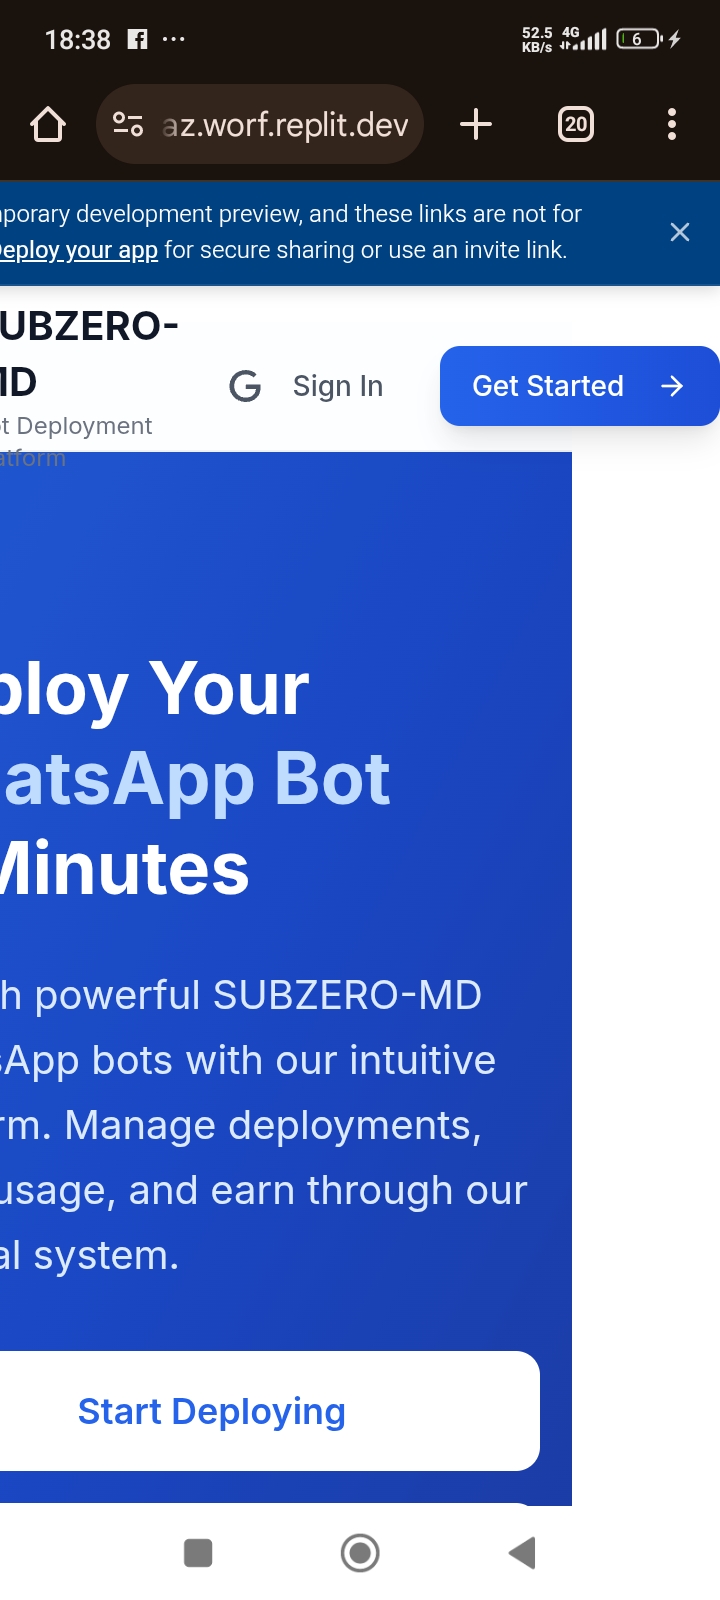 18:38 ...
52.5 KB/s 4G 6
az.worf.replit.dev 20
porary development preview, and these links are not for
Deploy your app for secure sharing or use an invite link.
UBZERO-
MD
G Sign In Get Started →
t Deployment
atform
ploy Your
atsApp Bot
Minutes
h powerful SUBZERO-MD
sApp bots with our intuitive
rm. Manage deployments,
usage, and earn through our
al system.
Start Deploying